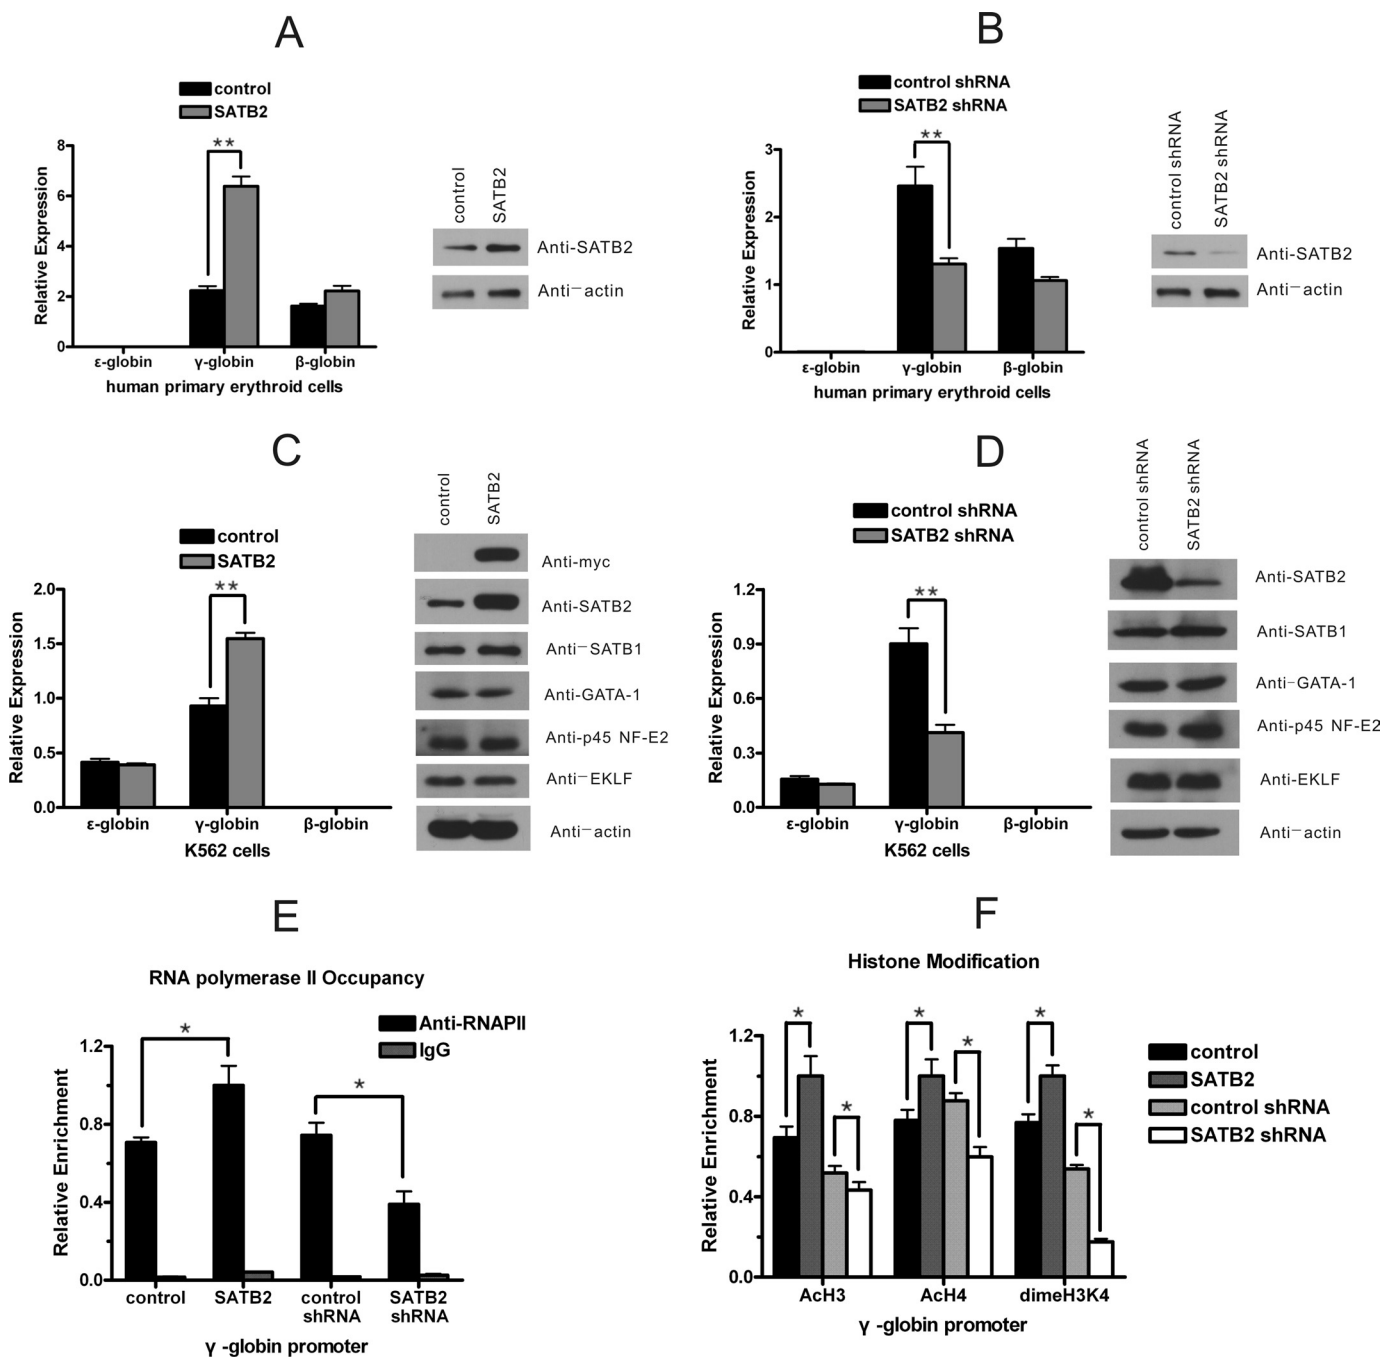 A
control
SATB2
**
Relative Expression
8
6
4
2
0
ε-globin γ-globin β-globin
human primary erythroid cells
control SATB2
Anti-SATB2
Anti-actin
B
control shRNA
SATB2 shRNA
**
Relative Expression
3
2
1
0
ε-globin γ-globin β-globin
human primary erythroid cells
control shRNA SATB2 shRNA
Anti-SATB2
Anti-actin
C
control
SATB2
**
Relative Expression
2.0
1.5
1.0
0.5
0.0
ε-globin γ-globin β-globin
K562 cells
control SATB2
Anti-myc
Anti-SATB2
Anti-SATB1
Anti-GATA-1
Anti-p45 NF-E2
Anti-EKLF
Anti-actin
D
control shRNA
SATB2 shRNA
**
Relative Expression
1.2
0.9
0.6
0.3
0.0
ε-globin γ-globin β-globin
K562 cells
control shRNA SATB2 shRNA
Anti-SATB2
Anti-SATB1
Anti-GATA-1
Anti-p45 NF-E2
Anti-EKLF
Anti-actin
E
RNA polymerase II Occupancy
Anti-RNAPII
IgG
* *
Relative Enrichment
1.2
0.8
0.4
0.0
control SATB2 control shRNA SATB2 shRNA
γ -globin promoter
F
Histone Modification
* * * * * *
control
SATB2
control shRNA
SATB2 shRNA
Relative Enrichment
1.2
0.8
0.4
0.0
AcH3 AcH4 dimeH3K4
γ -globin promoter